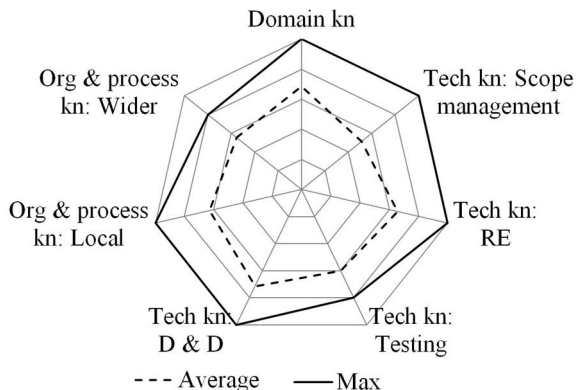 Domain kn
Org & process
kn: Wider
Tech kn: Scope
management
Org & process
kn: Local
Tech kn:
RE
Tech kn:
D & D
Tech kn:
Testing
Average
Max